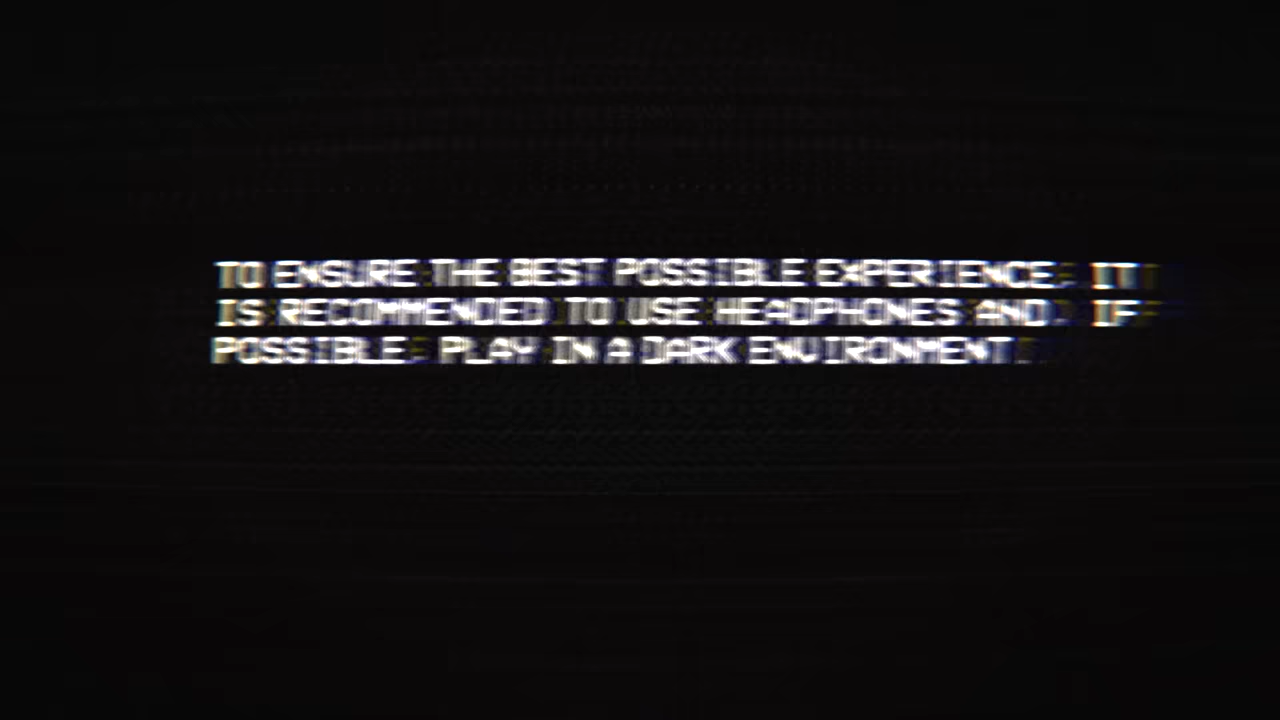 TO ENSURE THE BEST POSSIBLE EXPERIENCE, IT
IS RECOMMENDED TO USE HEADPHONES AND, IF
POSSIBLE, PLAY IN A DARK ENVIRONMENT.